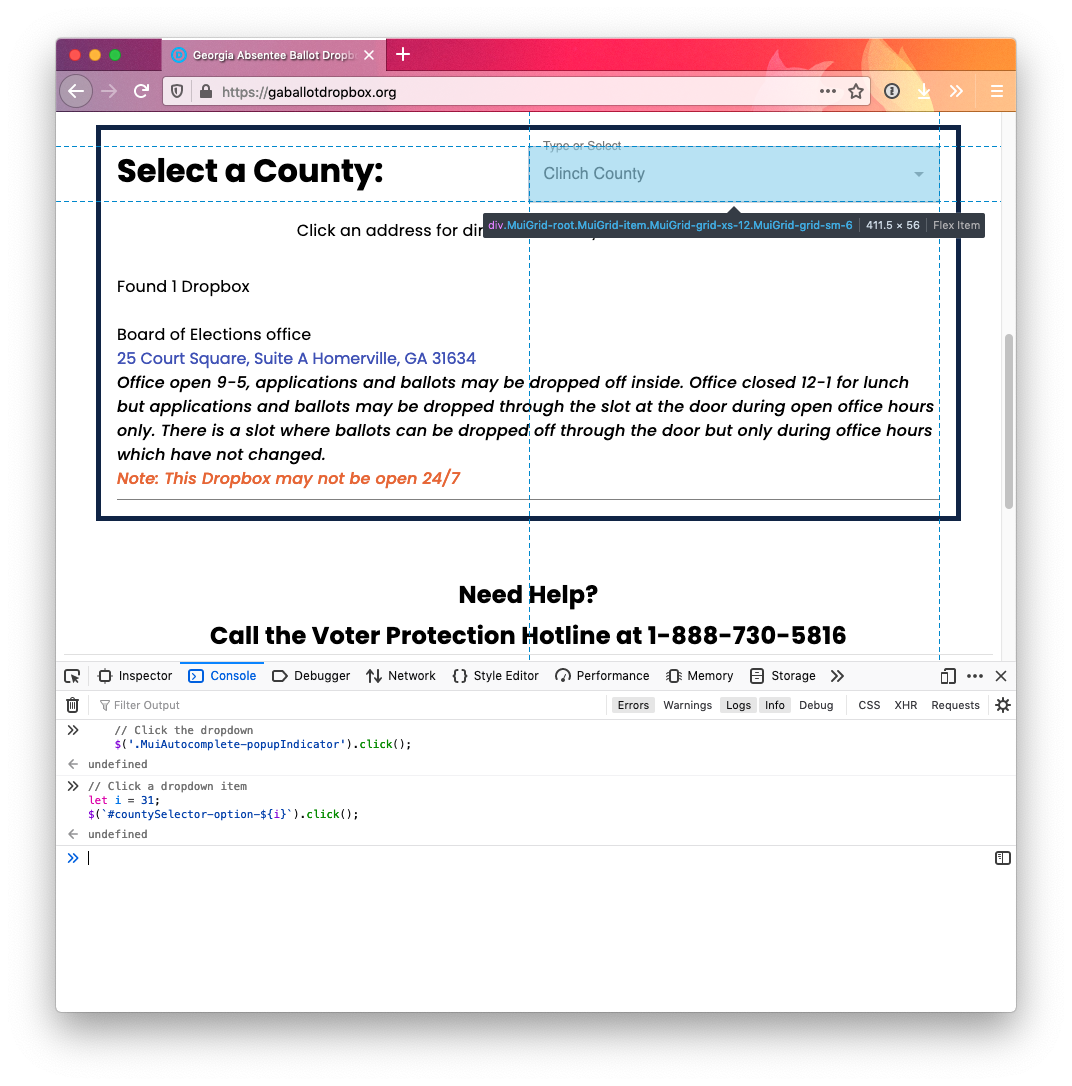 Georgia Absentee Ballot Dropb
https://gaballotdropbox.org
Type or Select
Select a County:
Clinch County
div.MuiGrid-root.MuiGrid-item.MuiGrid-grid-xs-12.MuiGrid-grid-sm-6 411.5 × 56 Flex Item
Click an address for dir
Found 1 Dropbox
Board of Elections office
25 Court Square, Suite A Homerville, GA 31634
Office open 9-5, applications and ballots may be dropped off inside. Office closed 12-1 for lunch
but applications and ballots may be dropped through the slot at the door during open office hours
only. There is a slot where ballots can be dropped off through the door but only during office hours
which have not changed.
Note: This Dropbox may not be open 24/7
Need Help?
Call the Voter Protection Hotline at 1-888-730-5816
Inspector Console Debugger Network Style Editor Performance Memory Storage
Filter Output Errors Warnings Logs Info Debug CSS XHR Requests
// Click the dropdown
$('.MuiAutocomplete-popupIndicator').click();
undefined
// Click a dropdown item
let i = 31;
$(`#countySelector-option-${i}`).click();
undefined